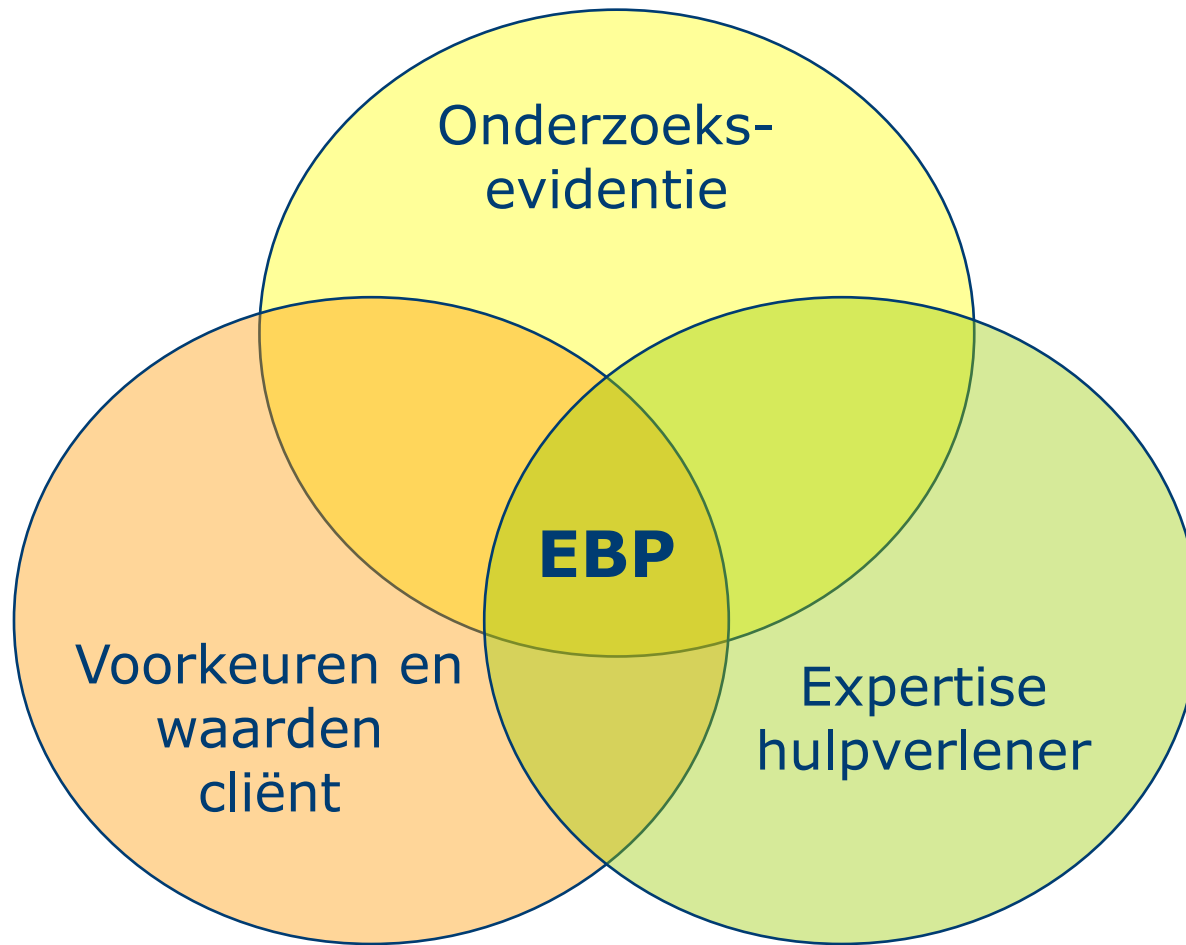 Onderzoeks-
evidentie
EBP
Voorkeuren en
waarden
cliënt
Expertise
hulpverlener